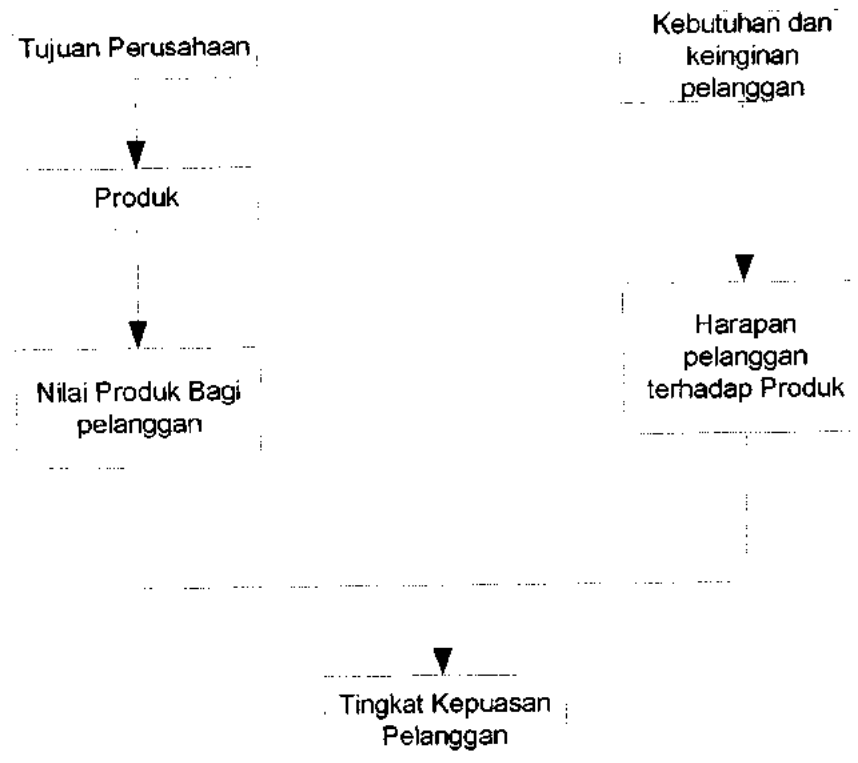 Tujuan Perusahaan
Kebutuhan dan
keinginan
pelanggan
Produk
Nilai Produk Bagi
pelanggan
Harapan
pelanggan
terhadap Produk
Tingkat Kepuasan
Pelanggan